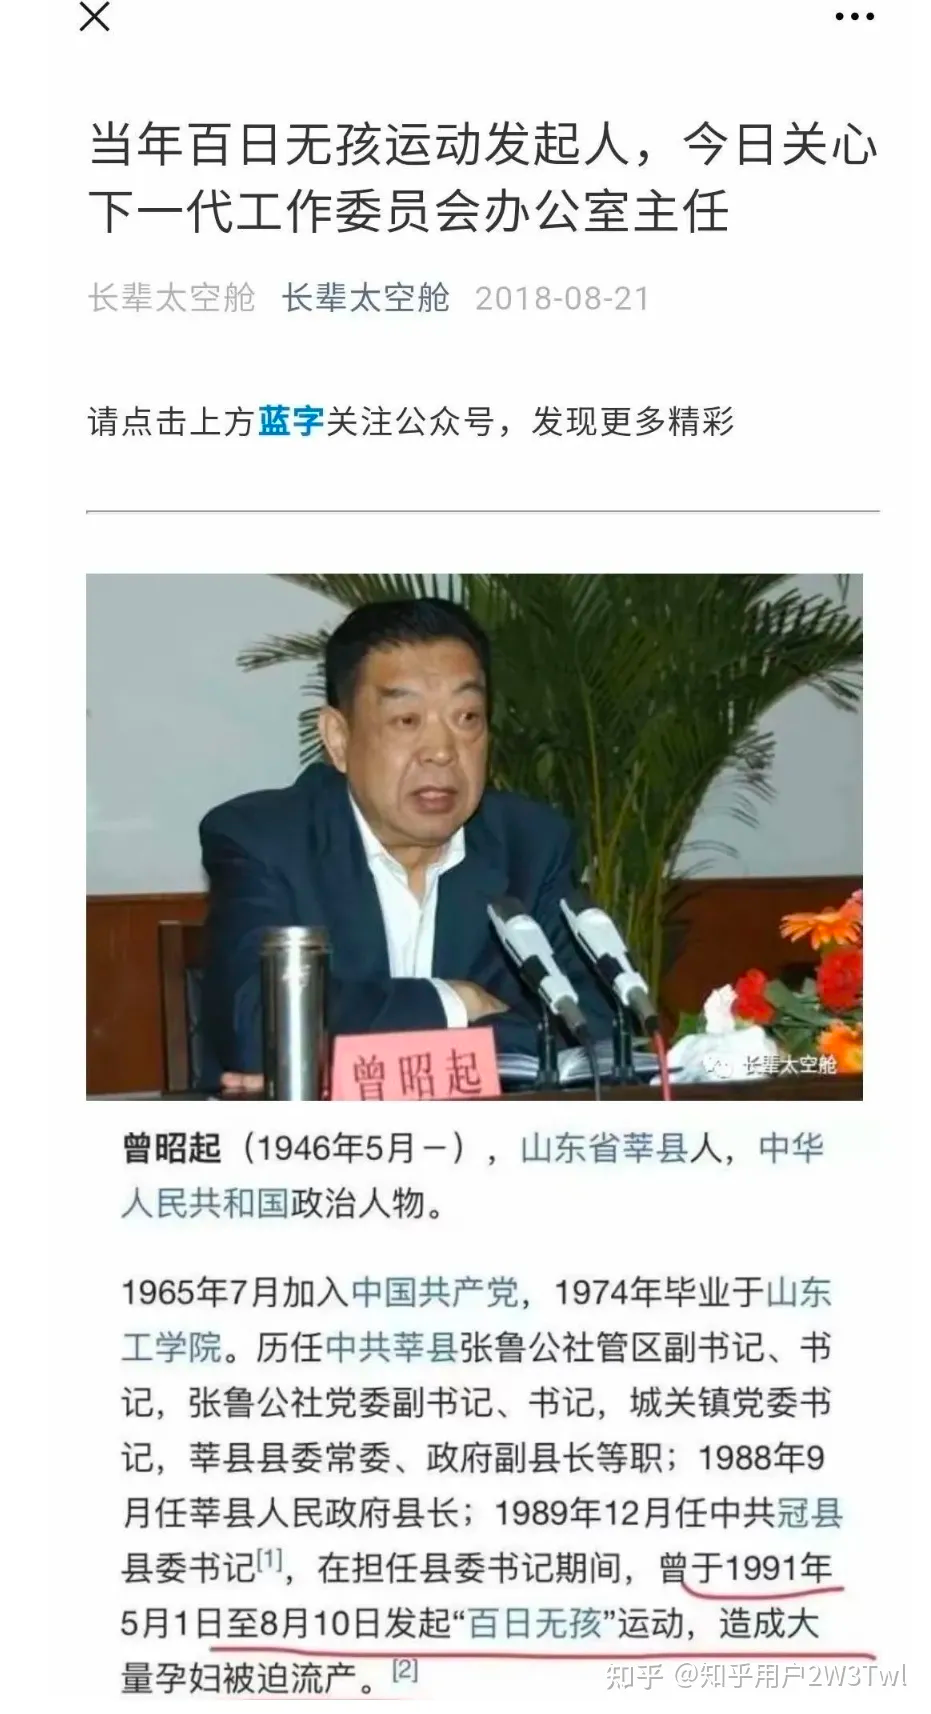 当年百日无孩运动发起人，今日关心
下一代工作委员会办公室主任
长辈太空舱 长辈太空舱 2018-08-21
请点击上方蓝字关注公众号，发现更多精彩
曾昭起
长辈太空舱
曾昭起（1946年5月－），山东省莘县人，中华
人民共和国政治人物。
1965年7月加入中国共产党，1974年毕业于山东
工学院。历任中共莘县张鲁公社管区副书记、书
记，张鲁公社党委副书记、书记，城关镇党委书
记，莘县县委常委、政府副县长等职；1988年9
月任莘县人民政府县长；1989年12月任中共冠县
县委书记[1]，在担任县委书记期间，曾于1991年
5月1日至8月10日发起“百日无孩”运动，造成大
量孕妇被迫流产。[2]
知乎 @知乎用户2W3Twl